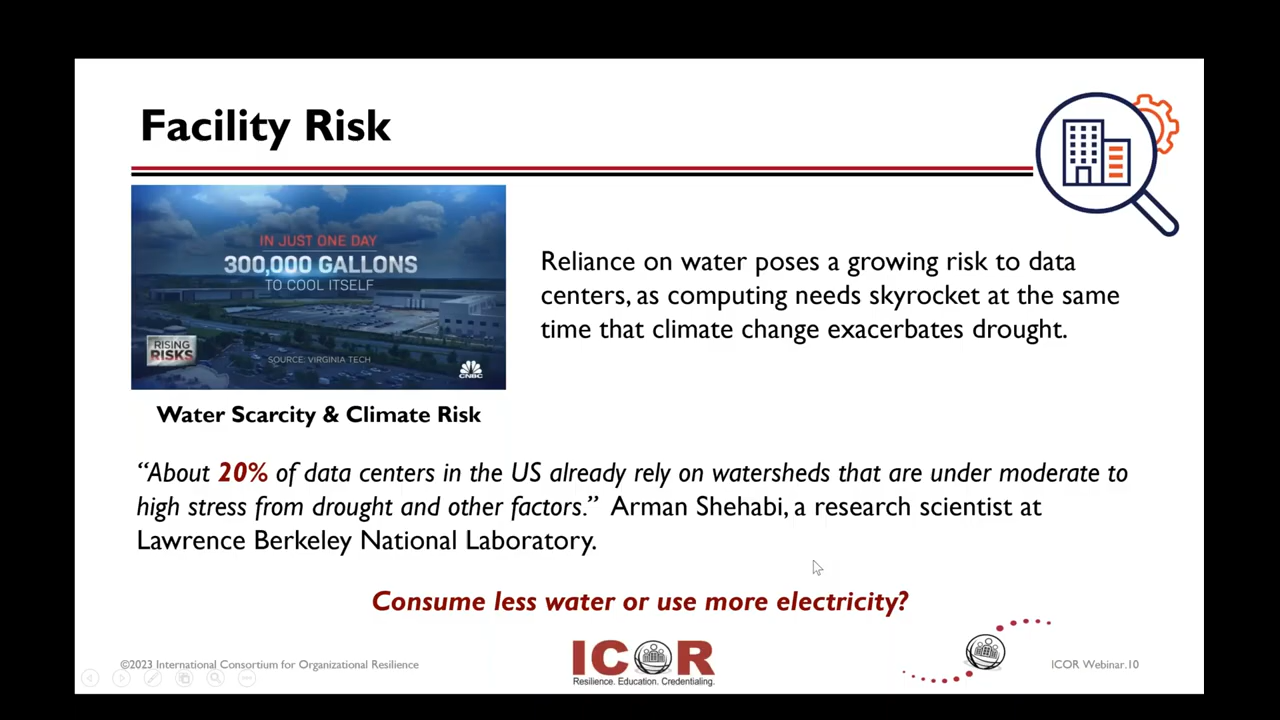 Facility Risk
IN JUST ONE DAY
300,000 GALLONS
TO COOL ITSELF
RISING
RISKS
SOURCE: VIRGINIA TECH
CNBC
Reliance on water poses a growing risk to data
centers, as computing needs skyrocket at the same
time that climate change exacerbates drought.
Water Scarcity & Climate Risk
“About 20% of data centers in the US already rely on watersheds that are under moderate to
high stress from drought and other factors.” Arman Shehabi, a research scientist at
Lawrence Berkeley National Laboratory.
Consume less water or use more electricity?
©2023 International Consortium for Organizational Resilience
ICOR
Resilience. Education. Credentialing.
ICOR Webinar.10